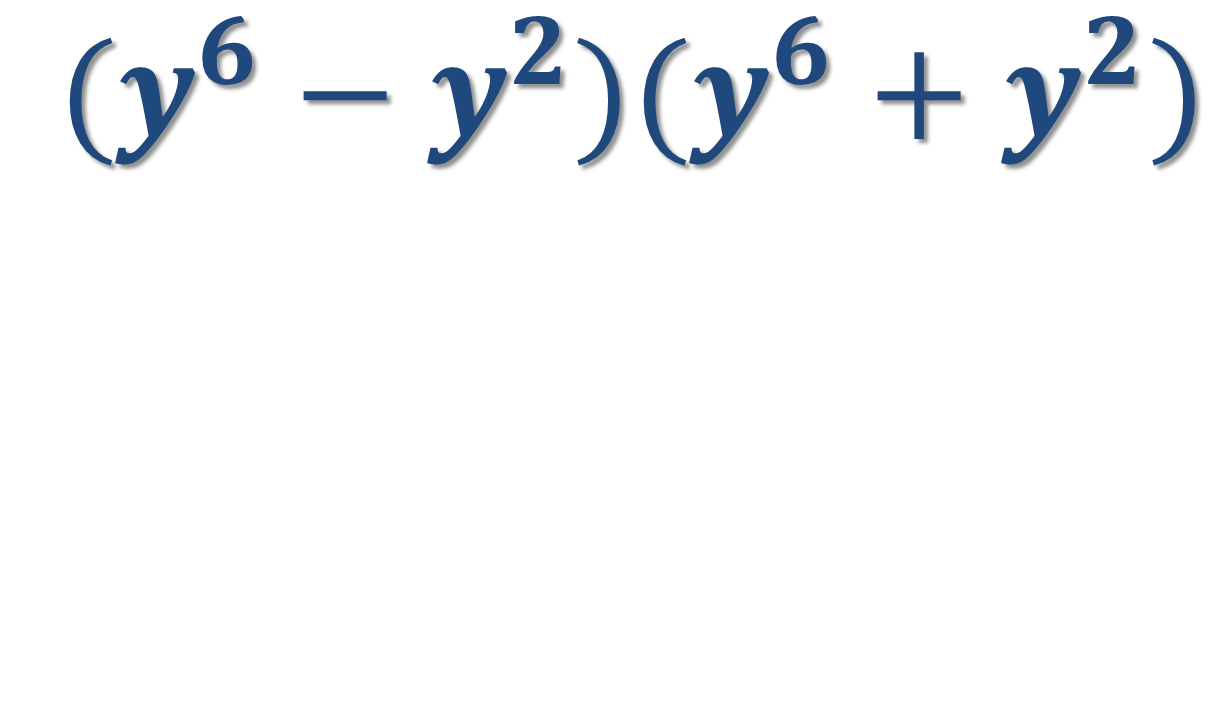 (y⁶ − y²)(y⁶ + y²)